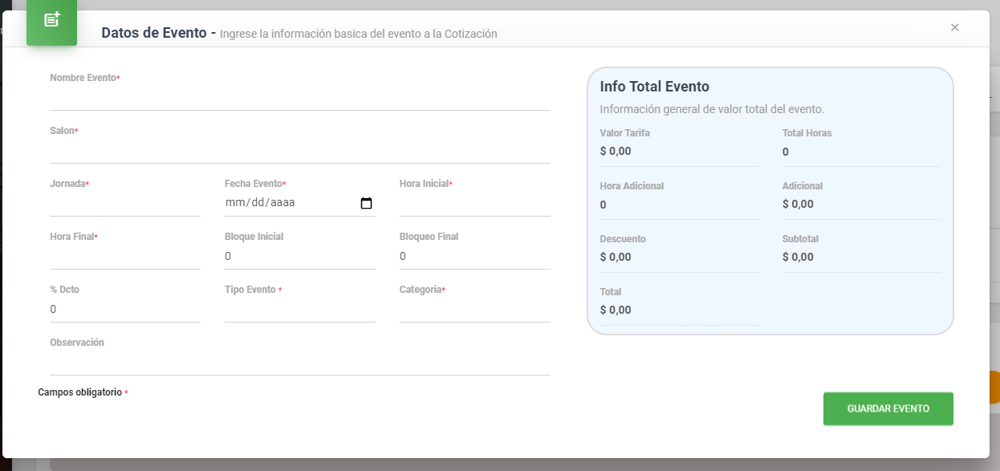 Datos de Evento - Ingrese la información basica del evento a la Cotización
×
Nombre Evento*
Salon*
Jornada* Fecha Evento* Hora Inicial*
mm/dd/aaaa
Hora Final* Bloque Inicial Bloqueo Final
0 0
% Dcto Tipo Evento * Categoria*
0
Observación
Campos obligatorio *
Info Total Evento
Información general de valor total del evento.
Valor Tarifa Total Horas
$ 0,00 0
Hora Adicional Adicional
0 $ 0,00
Descuento Subtotal
$ 0,00 $ 0,00
Total
$ 0,00
GUARDAR EVENTO